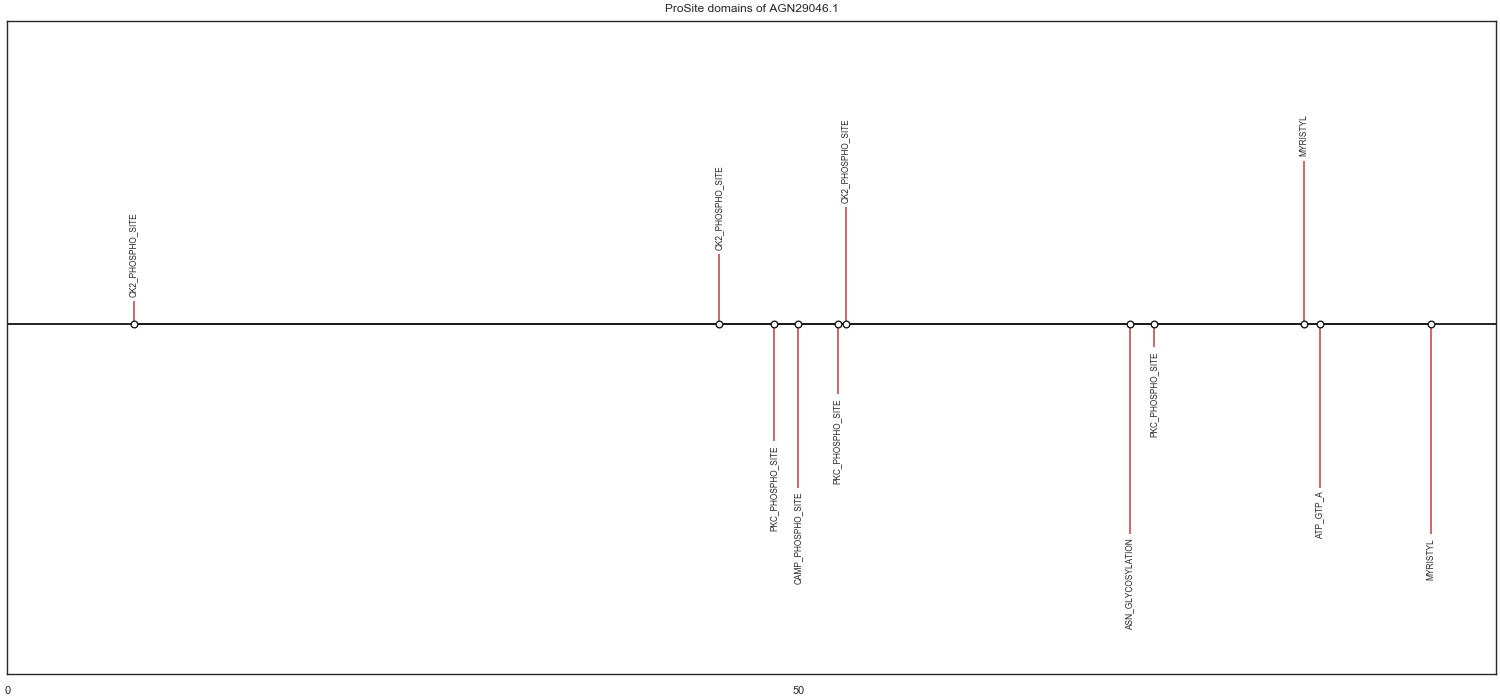 ProSite domains of AGN29046.1
CK2_PHOSPHO_SITE
CK2_PHOSPHO_SITE
PKC_PHOSPHO_SITE
CAMP_PHOSPHO_SITE
PKC_PHOSPHO_SITE
CK2_PHOSPHO_SITE
ASN_GLYCOSYLATION
PKC_PHOSPHO_SITE
MYRISTYL
ATP_GTP_A
MYRISTYL
0
50